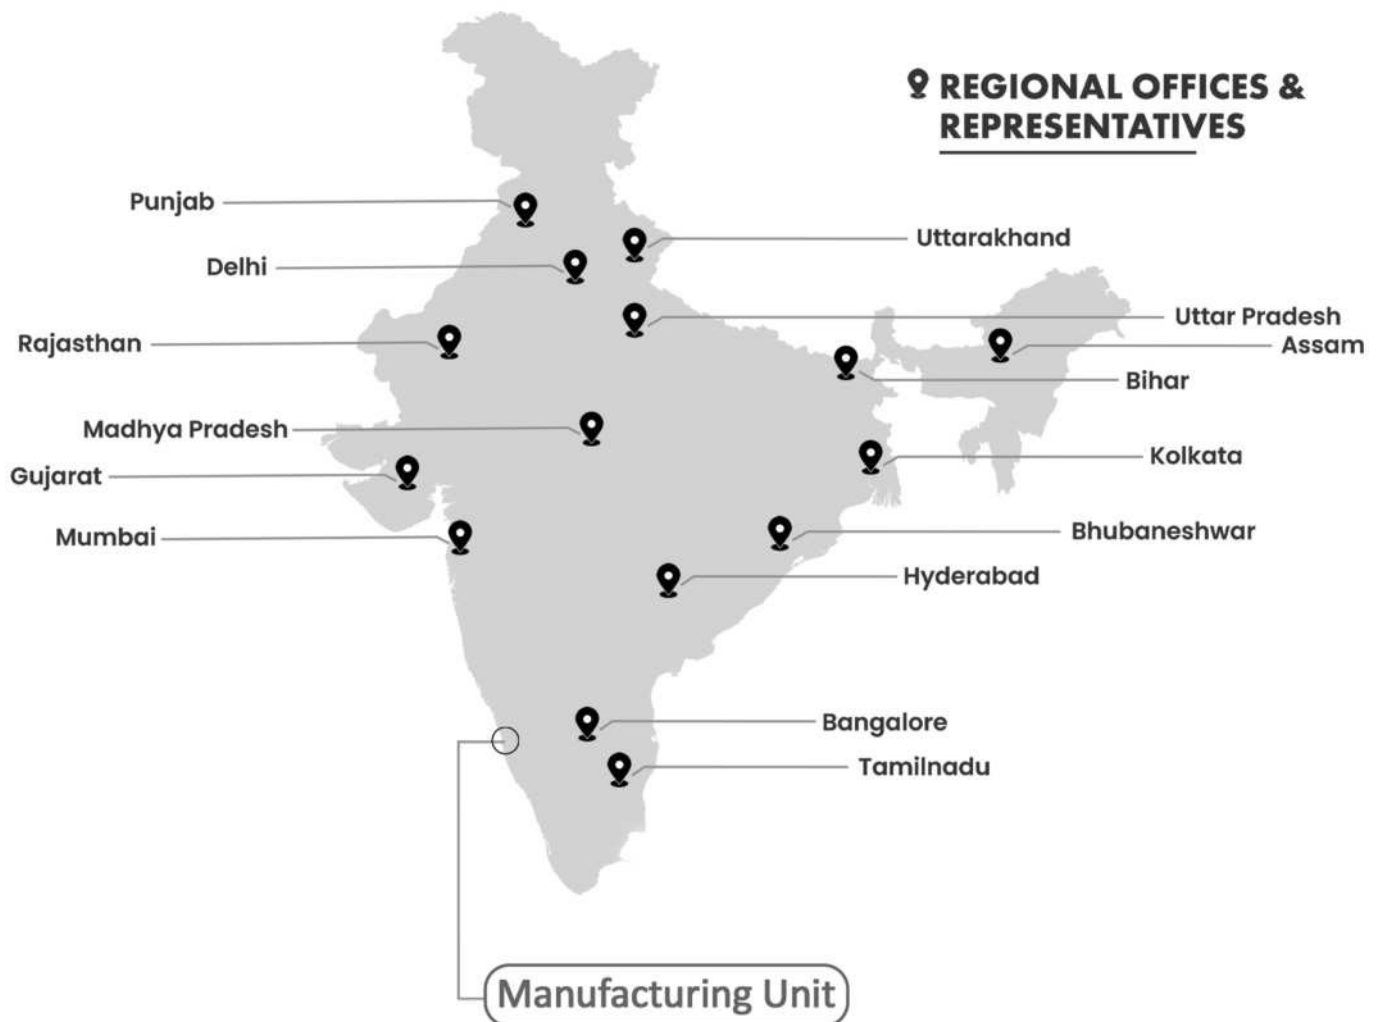 REGIONAL OFFICES &
REPRESENTATIVES
Punjab
Uttarakhand
Delhi
Uttar Pradesh
Rajasthan
Assam
Bihar
Madhya Pradesh
Kolkata
Gujarat
Bhubaneshwar
Mumbai
Hyderabad
Bangalore
Tamilnadu
Manufacturing Unit